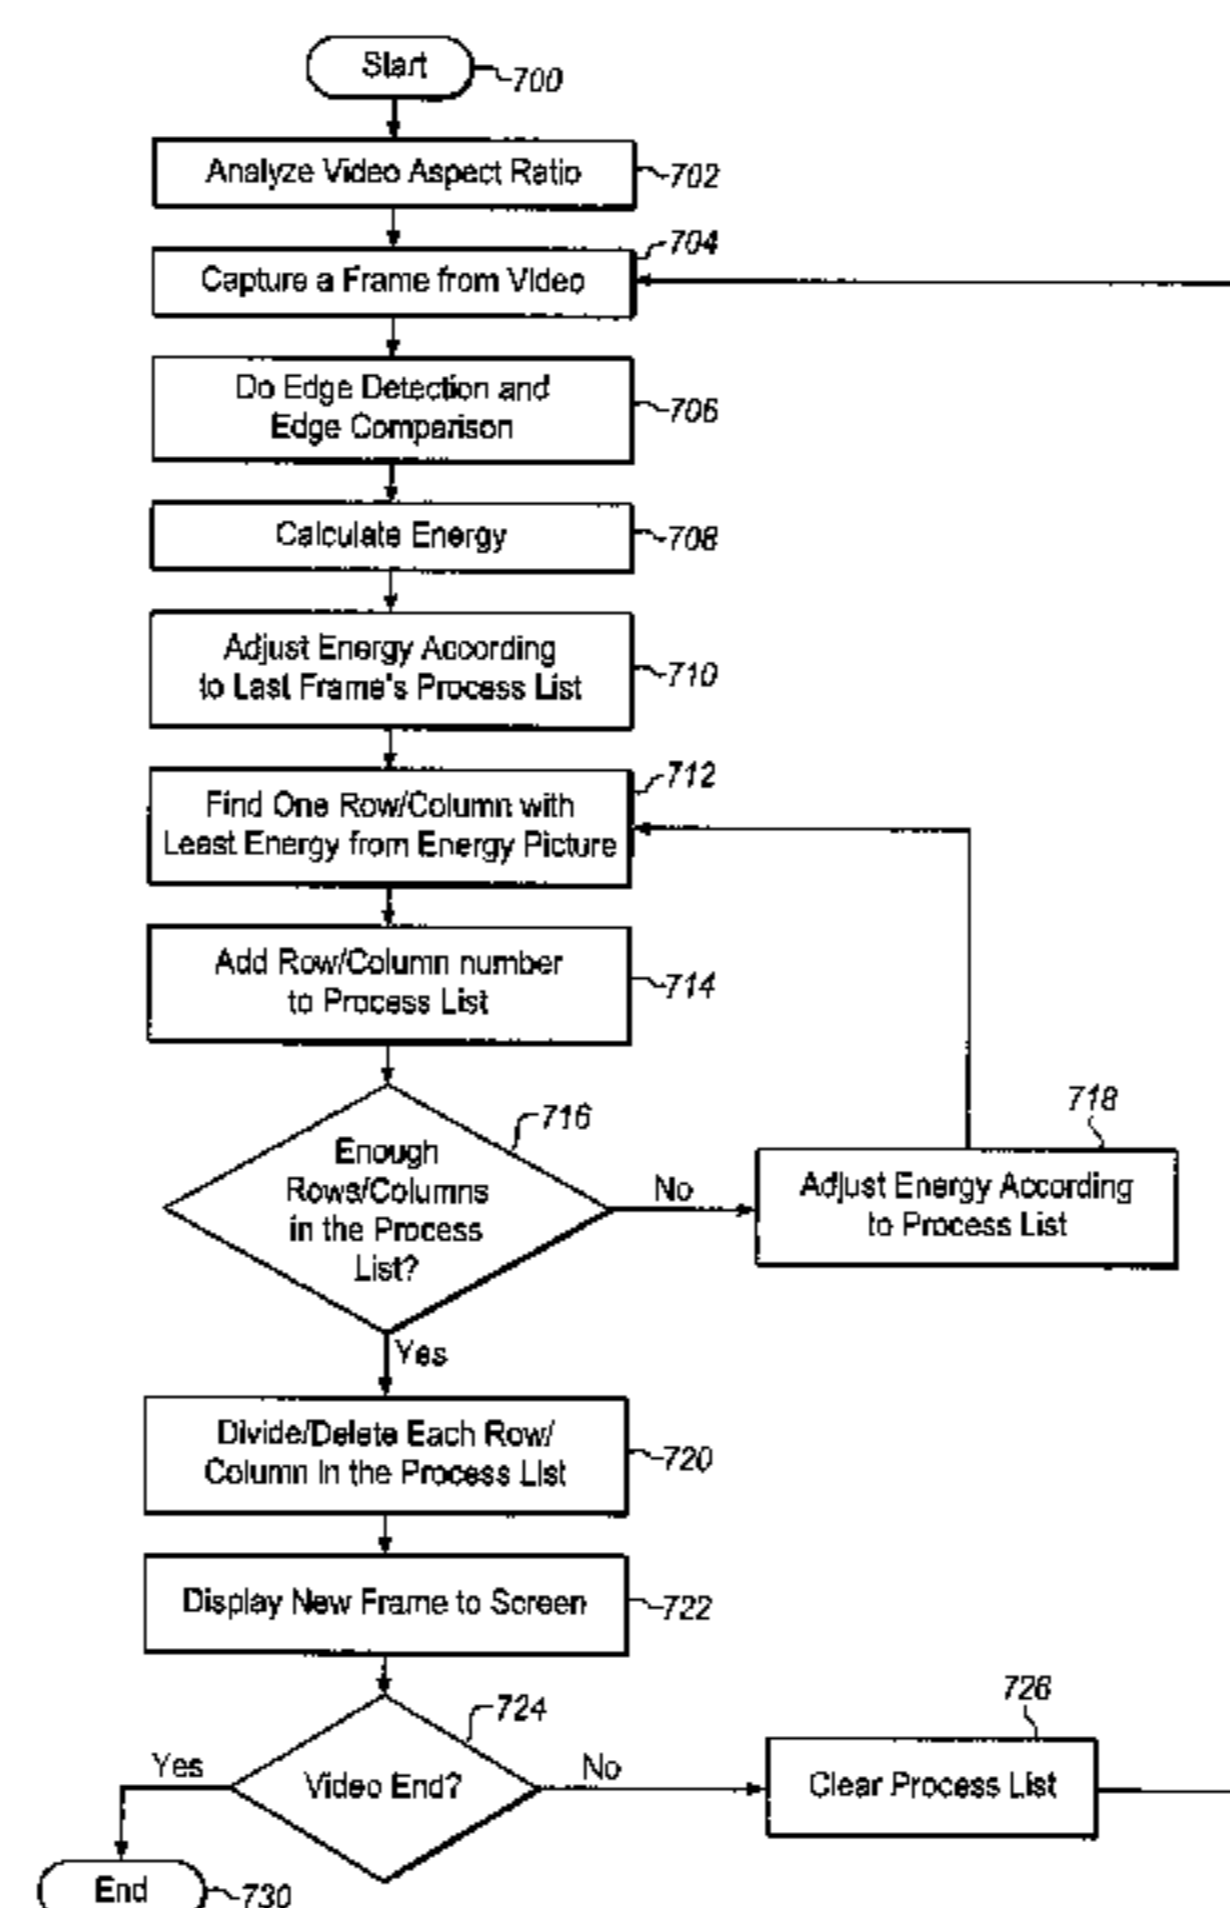 Start
700
Analyze Video Aspect Ratio
702
704
Capture a Frame from Video
Do Edge Detection and
Edge Comparison
706
Calculate Energy
708
Adjust Energy According
to Last Frame's Process List
710
712
Find One Row/Column with
Least Energy from Energy Picture
Add Row/Column number
to Process List
714
716
Enough
Rows/Columns
in the Process
List?
No
718
Adjust Energy According
to Process List
Yes
Divide/Delete Each Row/
Column in the Process List
720
Display New Frame to Screen
722
724
Video End?
Yes
No
726
Clear Process List
End
730